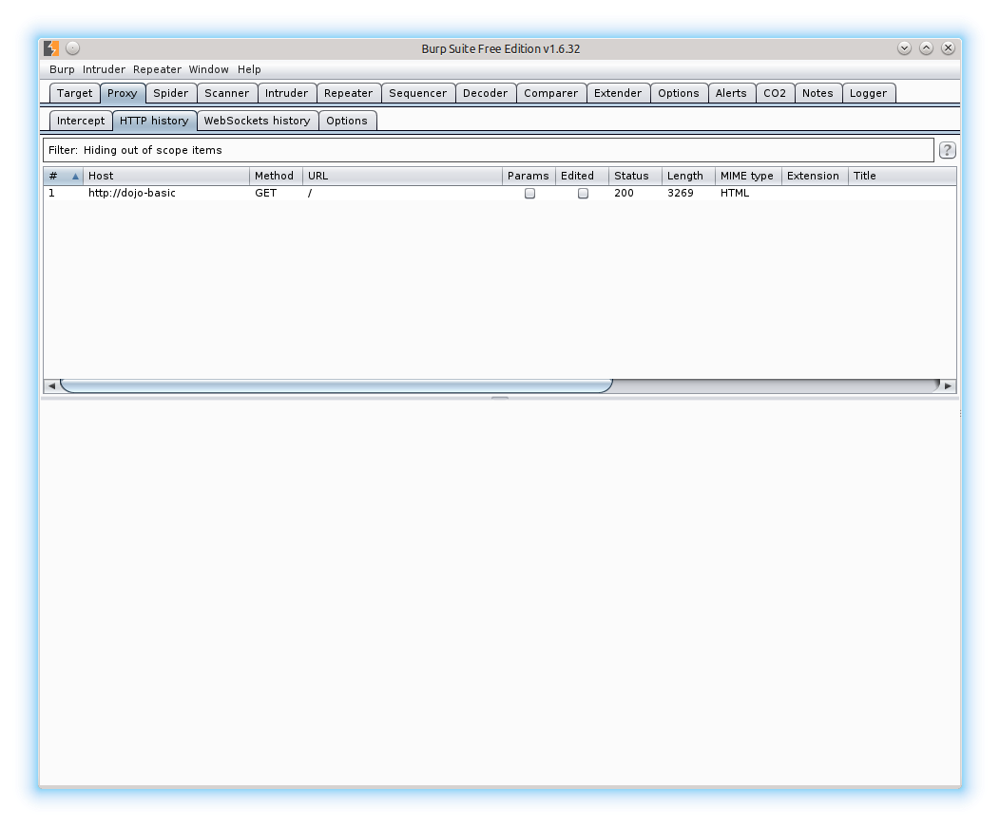 Burp Suite Free Edition v1.6.32
Burp Intruder Repeater Window Help
Target Proxy Spider Scanner Intruder Repeater Sequencer Decoder Comparer Extender Options Alerts CO2 Notes Logger
Intercept HTTP history WebSockets history Options
Filter: Hiding out of scope items ?
# Host Method URL Params Edited Status Length MIME type Extension Title
1 http://dojo-basic GET / 200 3269 HTML